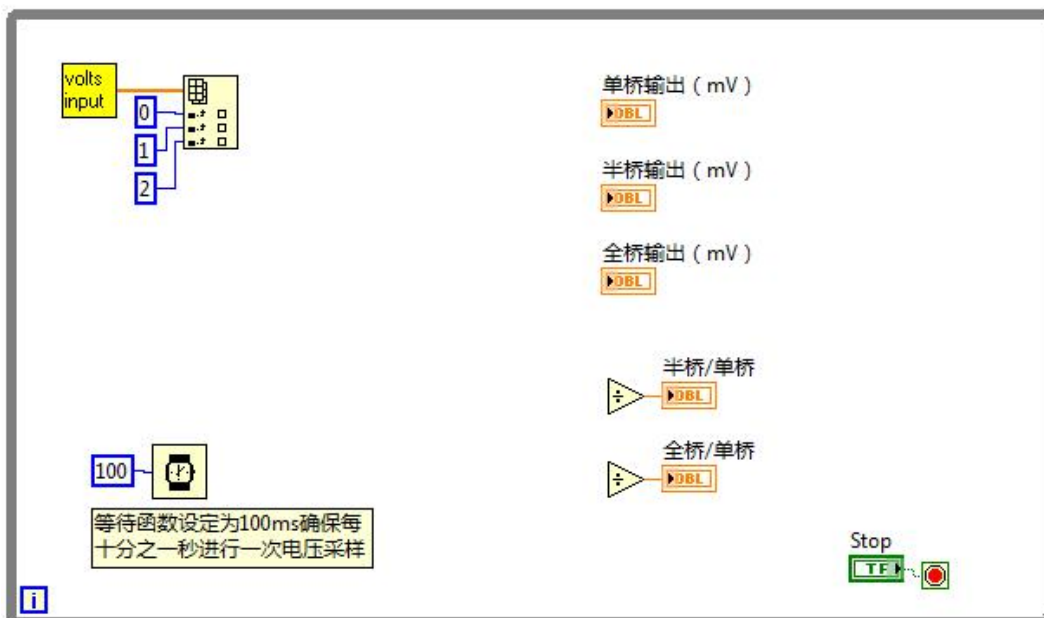 volts
input
0
1
2
单桥输出（mV）
DBL
半桥输出（mV）
DBL
全桥输出（mV）
DBL
半桥/单桥
÷
DBL
全桥/单桥
÷
DBL
100
等待函数设定为100ms确保每
十分之一秒进行一次电压采样
Stop
TF
i